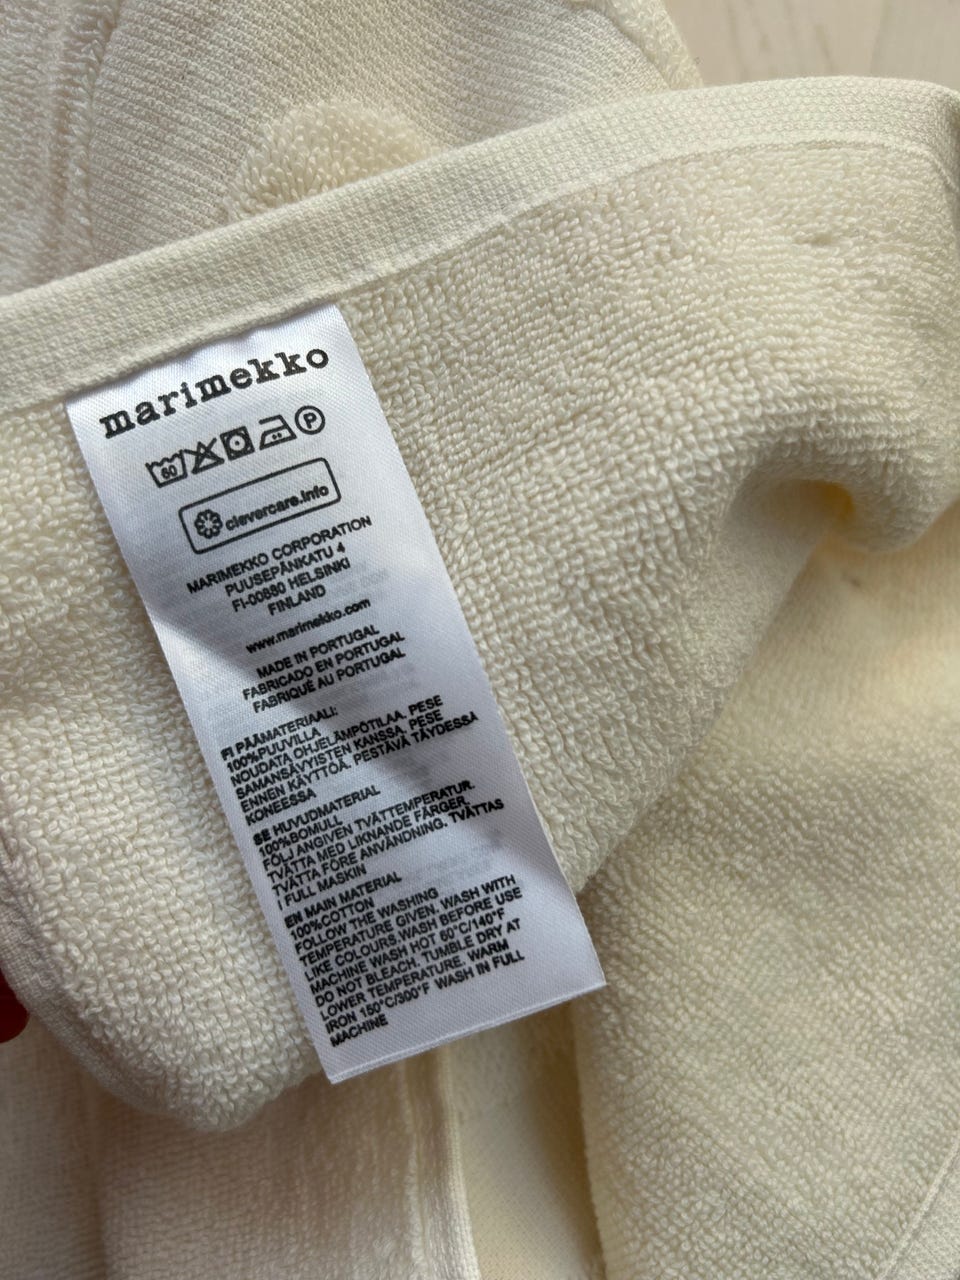 marimekko
60 P
clevercare.info
MARIMEKKO CORPORATION
PUUSEPÄNKATU 4
FI-00880 HELSINKI
FINLAND
www.marimekko.com
MADE IN PORTUGAL
FABRICADO EN PORTUGAL
FABRIQUÉ AU PORTUGAL
FI PÄÄMATERIAALI:
100%PUUVILLA
NOUDATA OHJELÄMPÖTILAA. PESE
SAMANSÄVYISTEN KANSSA. PESE
ENNEN KÄYTTÖÄ. PESTÄVÄ TÄYDESSÄ
KONEESSA
SE HUVUDMATERIAL
100%BOMULL
FÖLJ ANGIVEN TVÄTTEMPERATUR.
TVÄTTA MED LIKNANDE FÄRGER.
TVÄTTA FÖRE ANVÄNDNING. TVÄTTAS
I FULL MASKIN
EN MAIN MATERIAL
100%COTTON
FOLLOW THE WASHING
TEMPERATURE GIVEN. WASH WITH
LIKE COLOURS.WASH BEFORE USE
MACHINE WASH HOT 60°C/140°F
DO NOT BLEACH. TUMBLE DRY AT
LOWER TEMPERATURE. WARM
IRON 150°C/300°F WASH IN FULL
MACHINE